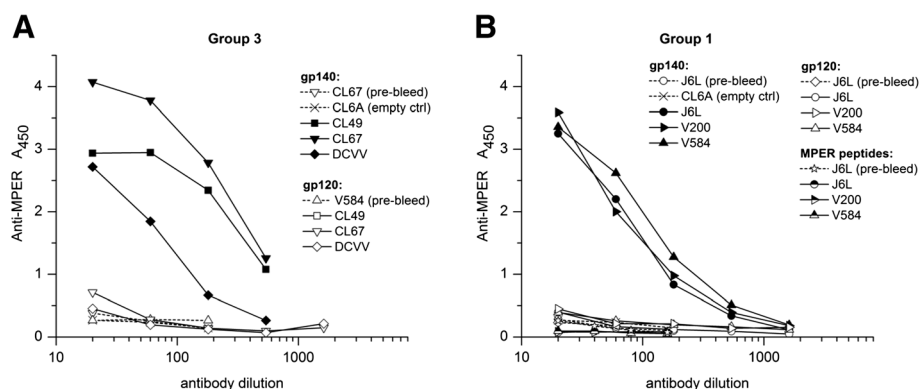 A
Group 3
Anti-MPER A450
4
3
2
1
0
10
100
1000
antibody dilution
gp140:
CL67 (pre-bleed)
CL6A (empty ctrl)
CL49
CL67
DCVV
gp120:
V584 (pre-bleed)
CL49
CL67
DCVV
B
Group 1
Anti-MPER A450
4
3
2
1
0
10
100
1000
antibody dilution
gp140:
J6L (pre-bleed)
CL6A (empty ctrl)
J6L
V200
V584
gp120:
J6L (pre-bleed)
J6L
V200
V584
MPER peptides:
J6L (pre-bleed)
J6L
V200
V584